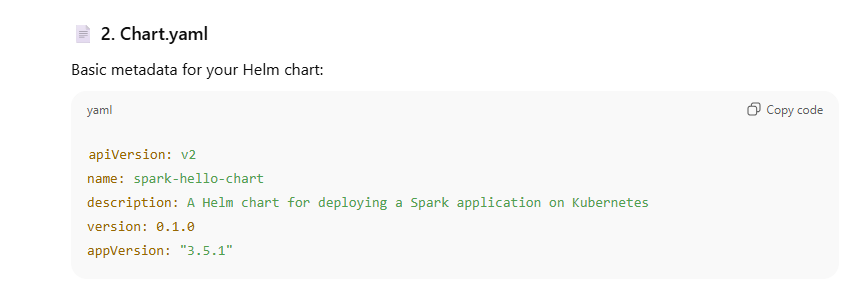 2. Chart.yaml
Basic metadata for your Helm chart:
yaml
Copy code
apiVersion: v2
name: spark-hello-chart
description: A Helm chart for deploying a Spark application on Kubernetes
version: 0.1.0
appVersion: "3.5.1"